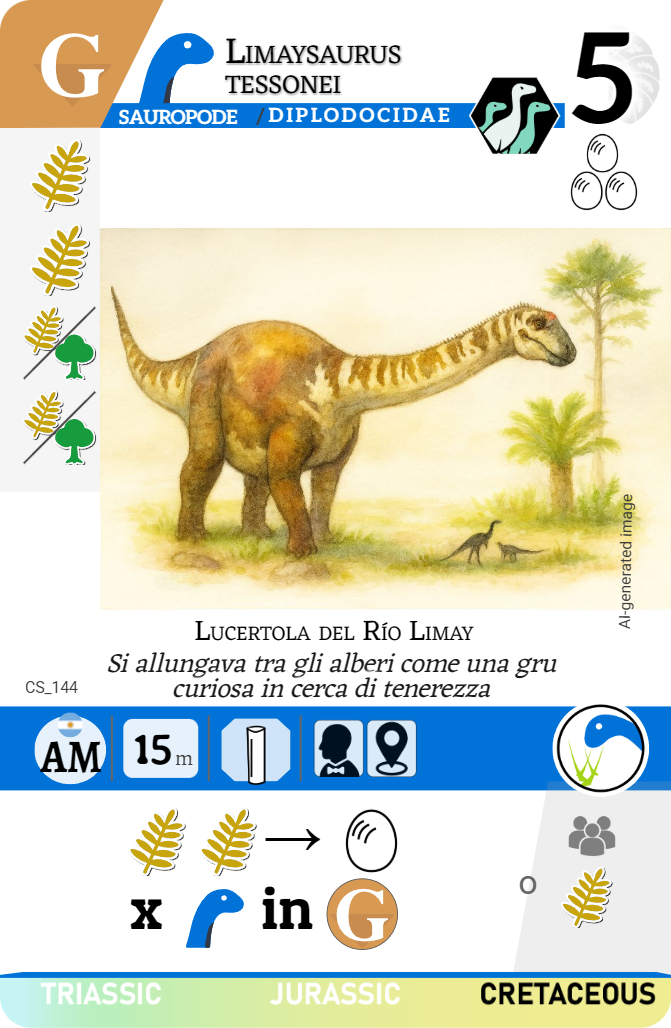 G
LIMAYSAURUS
TESSONEI
5
SAUROPODE / DIPLODOCIDAE
AI-generated image
LUCERTOLA DEL RÍO LIMAY
Si allungava tra gli alberi come una gru
curiosa in cerca di tenerezza
CS_144
AM
15 m
o
x in G
TRIASSIC JURASSIC CRETACEOUS